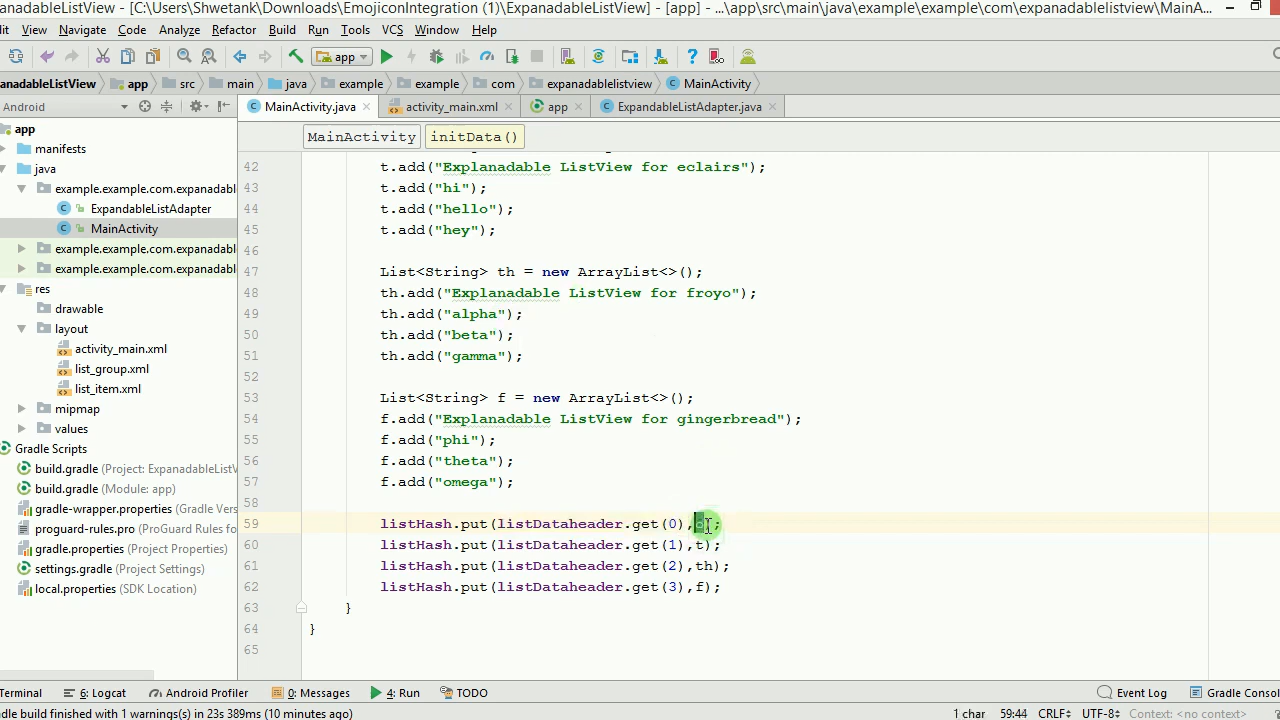 ExpanadableListView - [C:\Users\Shwetank\Downloads\EmojiconIntegration (1)\ExpanadableListView] - [app] - ...\app\src\main\java\example\example\com\expanadablelistview\MainA...
it View Navigate Code Analyze Refactor Build Run Tools VCS Window Help
app
anadableListView app src main java example example com expanadablelistview MainActivity
Android MainActivity.java activity_main.xml app ExpandableListAdapter.java
MainActivity initData()
app
manifests
java
example.example.com.expanadabl
ExpandableListAdapter
MainActivity
example.example.com.expanadabl
example.example.com.expanadabl
res
drawable
layout
activity_main.xml
list_group.xml
list_item.xml
mipmap
values
Gradle Scripts
build.gradle (Project: ExpanadableListV
build.gradle (Module: app)
gradle-wrapper.properties (Gradle Vers
proguard-rules.pro (ProGuard Rules for
gradle.properties (Project Properties)
settings.gradle (Project Settings)
local.properties (SDK Location)
42 t.add("Explanadable ListView for eclairs");
43 t.add("hi");
44 t.add("hello");
45 t.add("hey");
46
47 List<String> th = new ArrayList<>();
48 th.add("Explanadable ListView for froyo");
49 th.add("alpha");
50 th.add("beta");
51 th.add("gamma");
52
53 List<String> f = new ArrayList<>();
54 f.add("Explanadable ListView for gingerbread");
55 f.add("phi");
56 f.add("theta");
57 f.add("omega");
58
59 listHash.put(listDataheader.get(0), );
60 listHash.put(listDataheader.get(1),t);
61 listHash.put(listDataheader.get(2),th);
62 listHash.put(listDataheader.get(3),f);
63 }
64 }
65
Terminal 6: Logcat Android Profiler 0: Messages 4: Run TODO Event Log Gradle Consol
dle build finished with 1 warnings(s) in 23s 389ms (10 minutes ago) 1 char 59:44 CRLF UTF-8 Context: <no context>